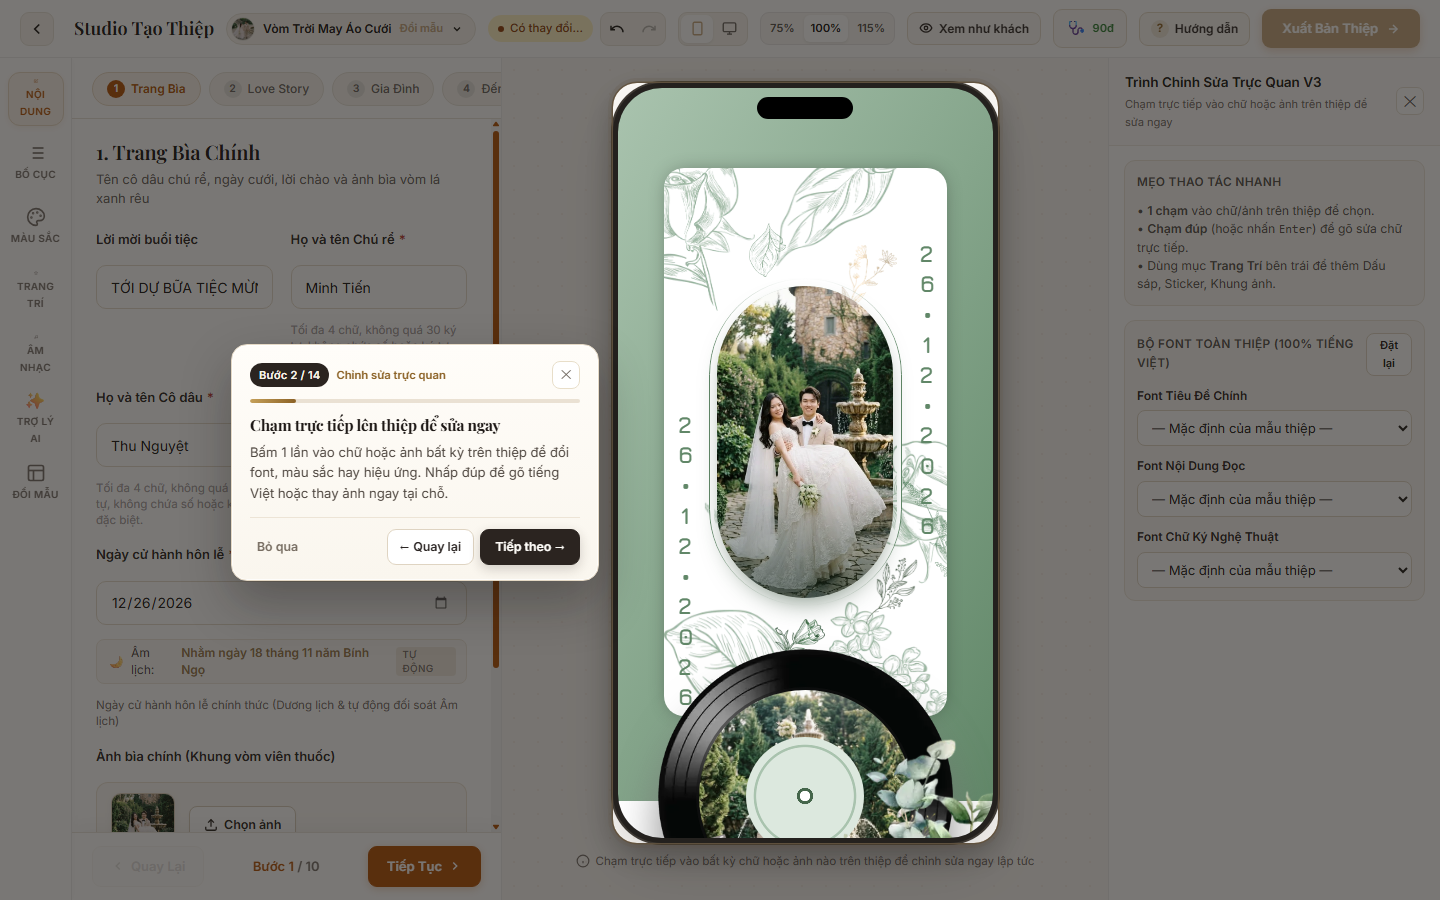 Studio Tạo Thiệp
Vòm Trời May Áo Cưới Đổi mẫu
Có thay đổi...
75% 100% 115%
Xem như khách
90đ
? Hướng dẫn
Xuất Bản Thiệp →
NỘI DUNG
BỐ CỤC
MÀU SẮC
TRANG TRÍ
ÂM NHẠC
TRỢ LÝ AI
ĐỔI MẪU
1 Trang Bìa
2 Love Story
3 Gia Đình
4
1. Trang Bìa Chính
Tên cô dâu chú rể, ngày cưới, lời chào và ảnh bìa vòm lá
xanh rêu
Lời mời buổi tiệc
TỚI DỰ BỮA TIỆC
Họ và tên Chú rể *
Minh Tiến
Tối đa 4 chữ, không quá 30 ký
Họ và tên Cô dâu *
Thu Nguyệt
Tối đa 4 chữ, không quá
tự, không chứa số hoặc
đặc biệt.
Ngày cử hành hôn lễ
12/26/2026
Âm lịch:
Nhằm ngày 18 tháng 11 năm Bính
Ngọ
TỰ ĐỘNG
Ngày cử hành hôn lễ chính thức (Dương lịch & tự động đối soát Âm
lịch)
Ảnh bìa chính (Khung vòm viên thuốc)
Chọn ảnh
Quay Lại
Bước 1 / 10
Tiếp Tục
Bước 2 / 14 Chỉnh sửa trực quan
Chạm trực tiếp lên thiệp để sửa ngay
Bấm 1 lần vào chữ hoặc ảnh bất kỳ trên thiệp để đổi
font, màu sắc hay hiệu ứng. Nhấp đúp để gõ tiếng
Việt hoặc thay ảnh ngay tại chỗ.
Bỏ qua
← Quay lại
Tiếp theo →
26•12•2026
26•12•2026
Chạm trực tiếp vào bất kỳ chữ hoặc ảnh nào trên thiệp để chỉnh sửa ngay lập tức
Trình Chỉnh Sửa Trực Quan V3
Chạm trực tiếp vào chữ hoặc ảnh trên thiệp để
sửa ngay
MẸO THAO TÁC NHANH
• 1 chạm vào chữ/ảnh trên thiệp để chọn.
• Chạm đúp (hoặc nhấn Enter) để gõ sửa chữ
trực tiếp.
• Dùng mục Trang Trí bên trái để thêm Dấu
sáp, Sticker, Khung ảnh.
BỘ FONT TOÀN THIỆP (100% TIẾNG
VIỆT)
Đặt lại
Font Tiêu Đề Chính
— Mặc định của mẫu thiệp —
Font Nội Dung Đọc
— Mặc định của mẫu thiệp —
Font Chữ Ký Nghệ Thuật
— Mặc định của mẫu thiệp —